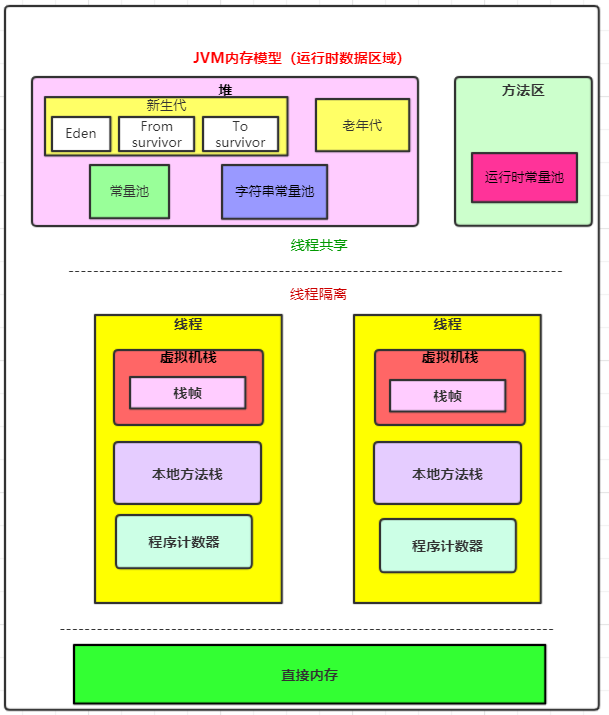 JVM内存模型（运行时数据区域）
堆
新生代
Eden
From
survivor
To
survivor
老年代
常量池
字符串常量池
方法区
运行时常量池
线程共享
线程隔离
线程
虚拟机栈
栈帧
本地方法栈
程序计数器
线程
虚拟机栈
栈帧
本地方法栈
程序计数器
直接内存